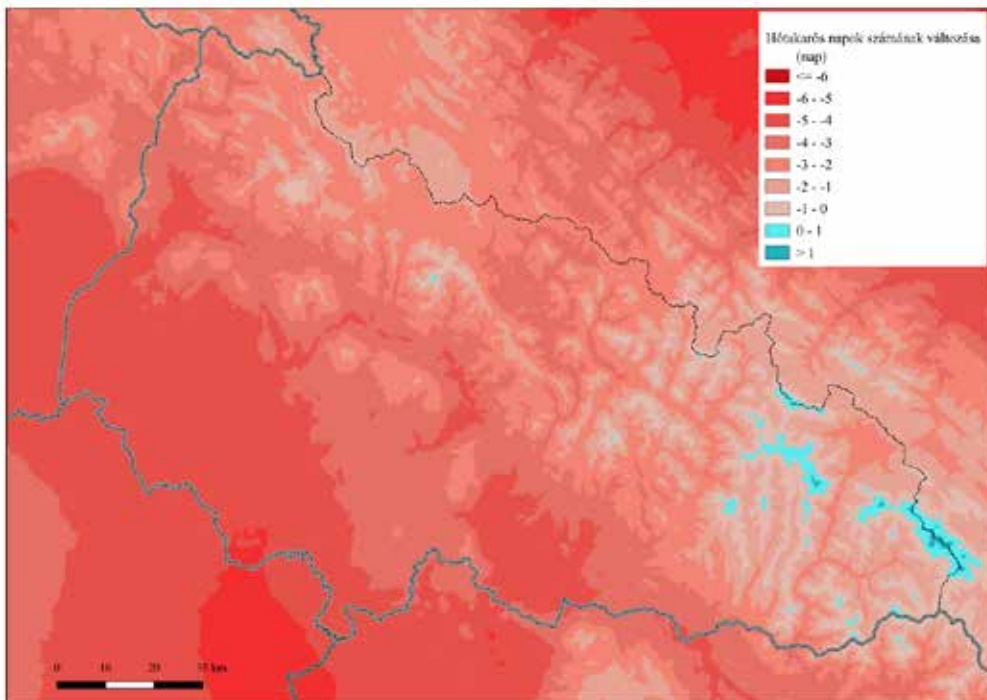 Hótakarós napok számának változása
(nap)
<= -6
-6 - -5
-5 - -4
-4 - -3
-3 - -2
-2 - -1
-1 - 0
0 - 1
> 1
0 10 20 km